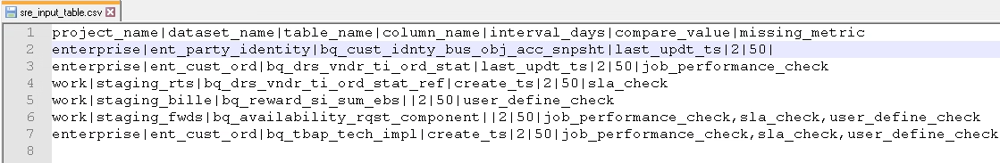 sre_input_table.csv
1 project_name|dataset_name|table_name|column_name|interval_days|compare_value|missing_metric
2 enterprise|ent_party_identity|bq_cust_idnty_bus_obj_acc_snpsht|last_updt_ts|2|50|
3 enterprise|ent_cust_ord|bq_drs_vndr_ti_ord_stat|last_updt_ts|2|50|job_performance_check
4 work|staging_rts|bq_drs_vndr_ti_ord_stat_ref|create_ts|2|50|sla_check
5 work|staging_bille|bq_reward_si_sum_ebs||2|50|user_define_check
6 work|staging_fwds|bq_availability_rqst_component||2|50|job_performance_check,sla_check,user_define_check
7 enterprise|ent_cust_ord|bq_tbap_tech_impl|create_ts|2|50|job_performance_check,sla_check,user_define_check
8